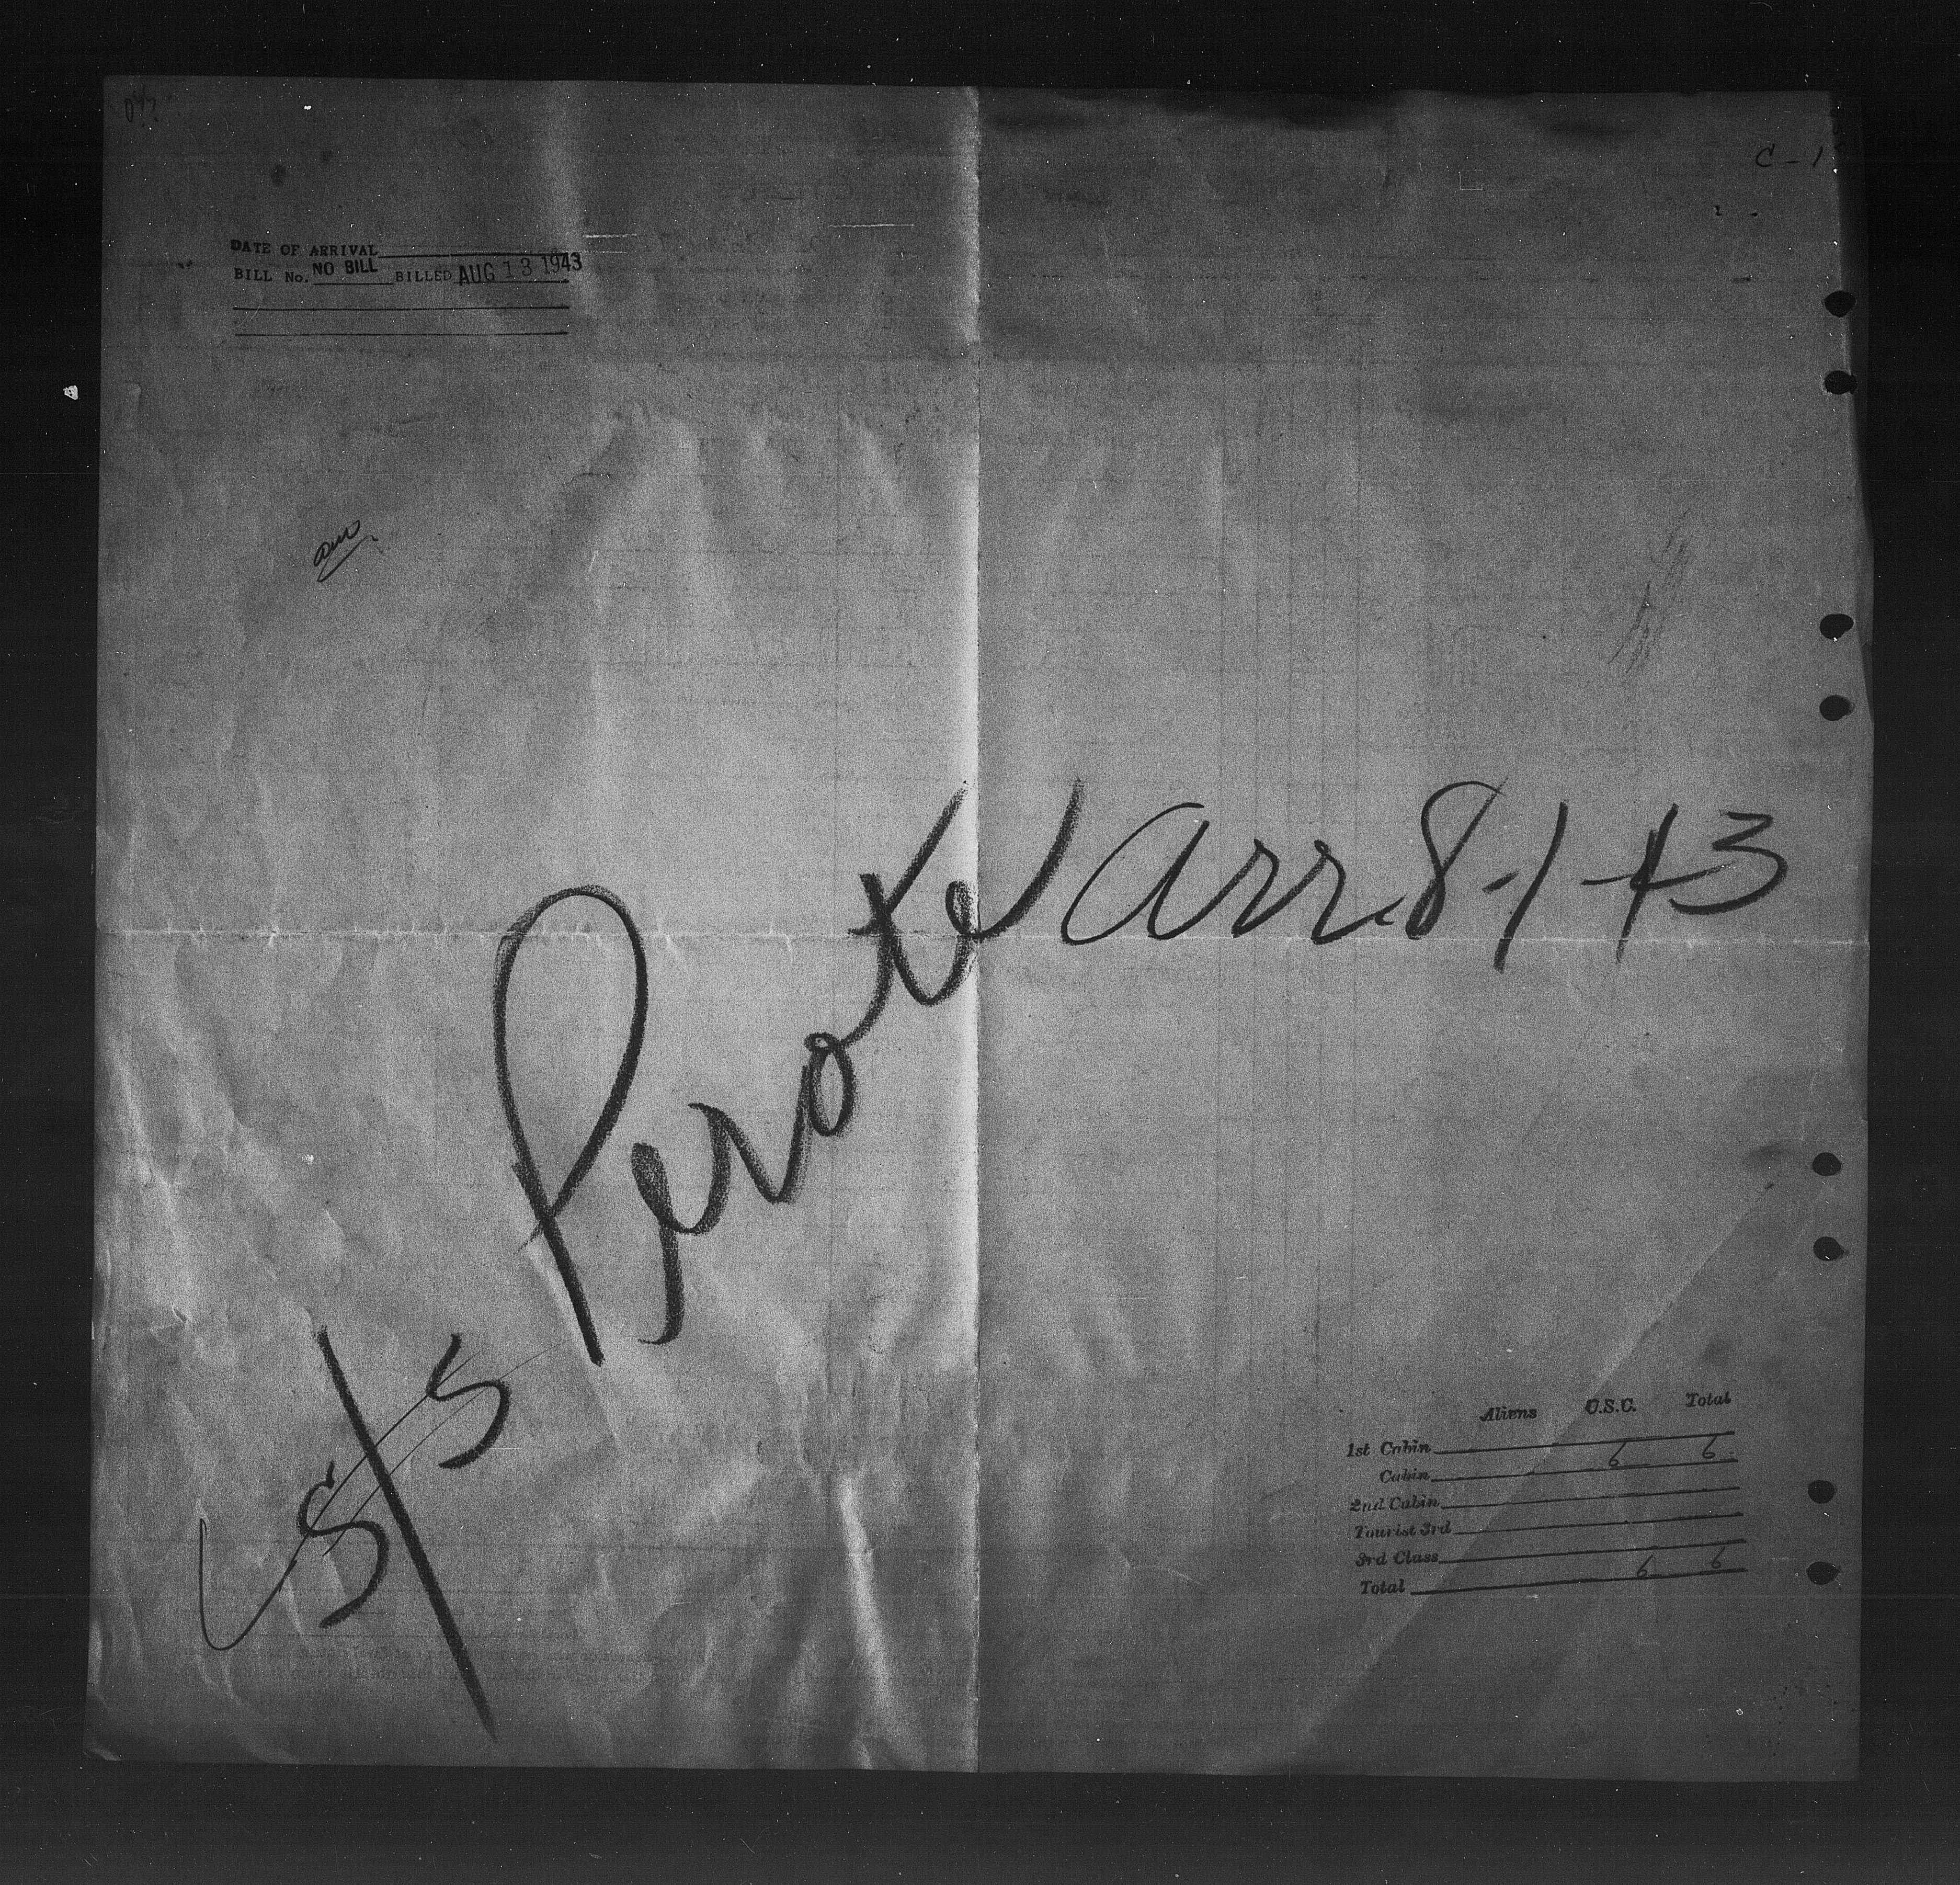 C-1
DATE OF ARRIVAL
BILL No. NO BILL BILLED AUG 13 1943
S/S Perote Arr. 8-1-43
Aliens U.S.C. Total
1st Cabin 6 6
Cabin
2nd Cabin
Tourist 3rd
3rd Class
Total 6 6